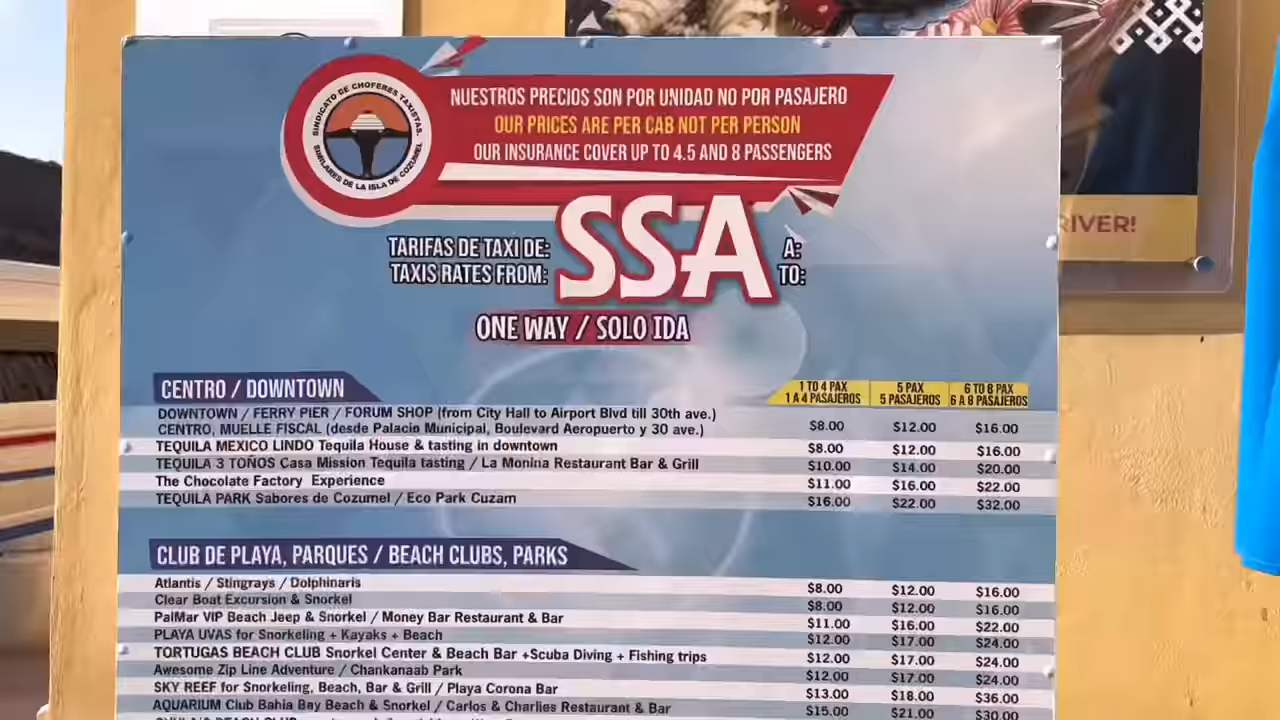 SINDICATO DE CHOFERES TAXISTAS.
SIMILARES DE LA ISLA DE COZUMEL
NUESTROS PRECIOS SON POR UNIDAD NO POR PASAJERO
OUR PRICES ARE PER CAB NOT PER PERSON
OUR INSURANCE COVER UP TO 4.5 AND 8 PASSENGERS
RIVER!
TARIFAS DE TAXI DE: SSA A:
TAXIS RATES FROM: TO:
ONE WAY / SOLO IDA
CENTRO / DOWNTOWN 1 TO 4 PAX 5 PAX 6 TO 8 PAX
1 A 4 PASAJEROS 5 PASAJEROS 6 A 8 PASAJEROS
DOWNTOWN / FERRY PIER / FORUM SHOP (from City Hall to Airport Blvd till 30th ave.)
CENTRO, MUELLE FISCAL (desde Palacio Municipal, Boulevard Aeropuerto y 30 ave.) $8.00 $12.00 $16.00
TEQUILA MEXICO LINDO Tequila House & tasting in downtown $8.00 $12.00 $16.00
TEQUILA 3 TOÑOS Casa Mission Tequila tasting / La Monina Restaurant Bar & Grill $10.00 $14.00 $20.00
The Chocolate Factory Experience $11.00 $16.00 $22.00
TEQUILA PARK Sabores de Cozumel / Eco Park Cuzam $16.00 $22.00 $32.00
CLUB DE PLAYA, PARQUES / BEACH CLUBS, PARKS
Atlantis / Stingrays / Dolphinaris $8.00 $12.00 $16.00
Clear Boat Excursion & Snorkel $8.00 $12.00 $16.00
PalMar VIP Beach Jeep & Snorkel / Money Bar Restaurant & Bar $11.00 $16.00 $22.00
PLAYA UVAS for Snorkeling + Kayaks + Beach $12.00 $17.00 $24.00
TORTUGAS BEACH CLUB Snorkel Center & Beach Bar +Scuba Diving + Fishing trips $12.00 $17.00 $24.00
Awesome Zip Line Adventure / Chankanaab Park $12.00 $17.00 $24.00
SKY REEF for Snorkeling, Beach, Bar & Grill / Playa Corona Bar $13.00 $18.00 $36.00
AQUARIUM Club Bahia Bay Beach & Snorkel / Carlos & Charlies Restaurant & Bar $15.00 $21.00 $30.00